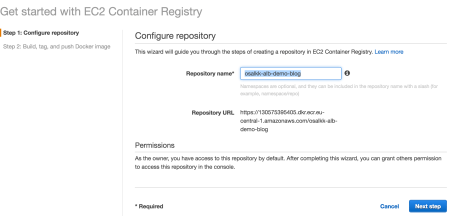 Get started with EC2 Container Registry
Step 1: Configure repository
Step 2: Build, tag, and push Docker image
Configure repository
This wizard will guide you through the steps of creating a repository in EC2 Container Registry. Learn more
Repository name* osalkk-alb-demo-blog
Namespaces are optional, and they can be included in the repository name with a slash (for
example, namespace/repo).
Repository URL https://130575395405.dkr.ecr.eu-
central-1.amazonaws.com/osalkk-alb-
demo-blog
Permissions
As the owner, you have access to this repository by default. After completing this wizard, you can grant others permission
to access this repository in the console.
* Required
Cancel
Next step